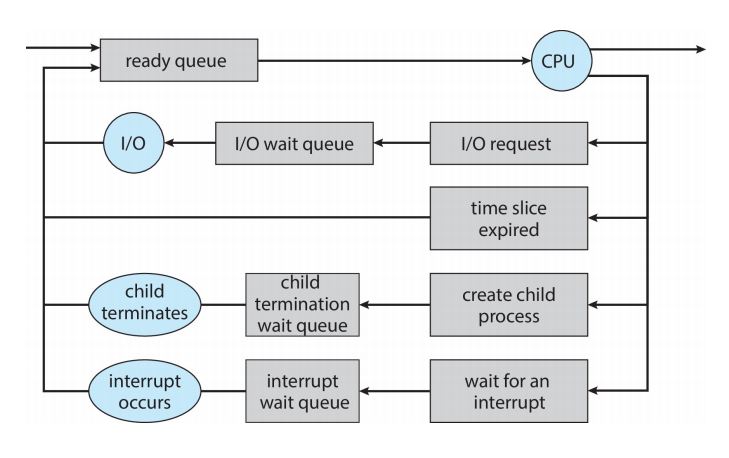 ready queue
CPU
I/O
I/O wait queue
I/O request
time slice
expired
child
terminates
child
termination
wait queue
create child
process
interrupt
occurs
interrupt
wait queue
wait for an
interrupt